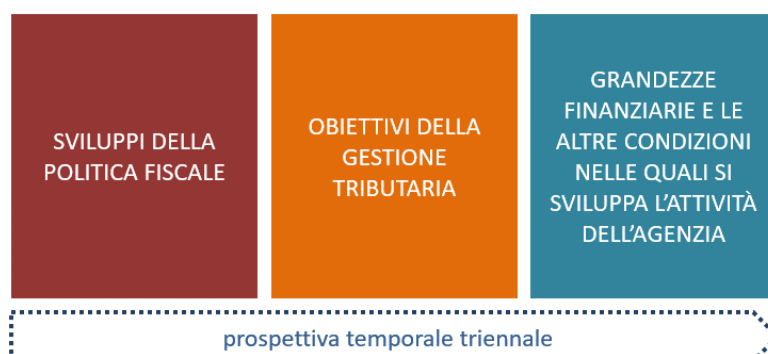 SVILUPPI DELLA
POLITICA FISCALE
OBIETTIVI DELLA
GESTIONE
TRIBUTARIA
GRANDEZZE
FINANZIARIE E LE
ALTRE CONDIZIONI
NELLE QUALI SI
SVILUPPA L’ATTIVITÀ
DELL’AGENZIA
prospettiva temporale triennale